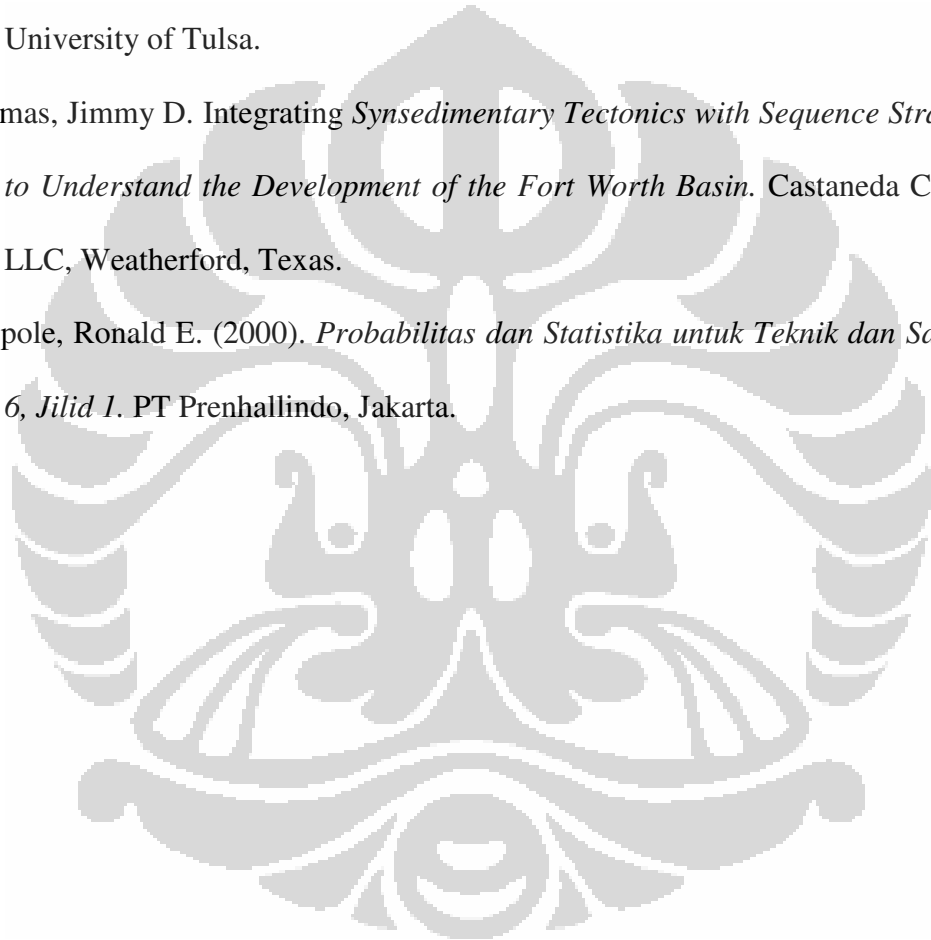 University of Tulsa.
mas, Jimmy D. Integrating Synsedimentary Tectonics with Sequence Stra
to Understand the Development of the Fort Worth Basin. Castaneda C
LLC, Weatherford, Texas.
pole, Ronald E. (2000). Probabilitas dan Statistika untuk Teknik dan Sa
6, Jilid 1. PT Prenhallindo, Jakarta.